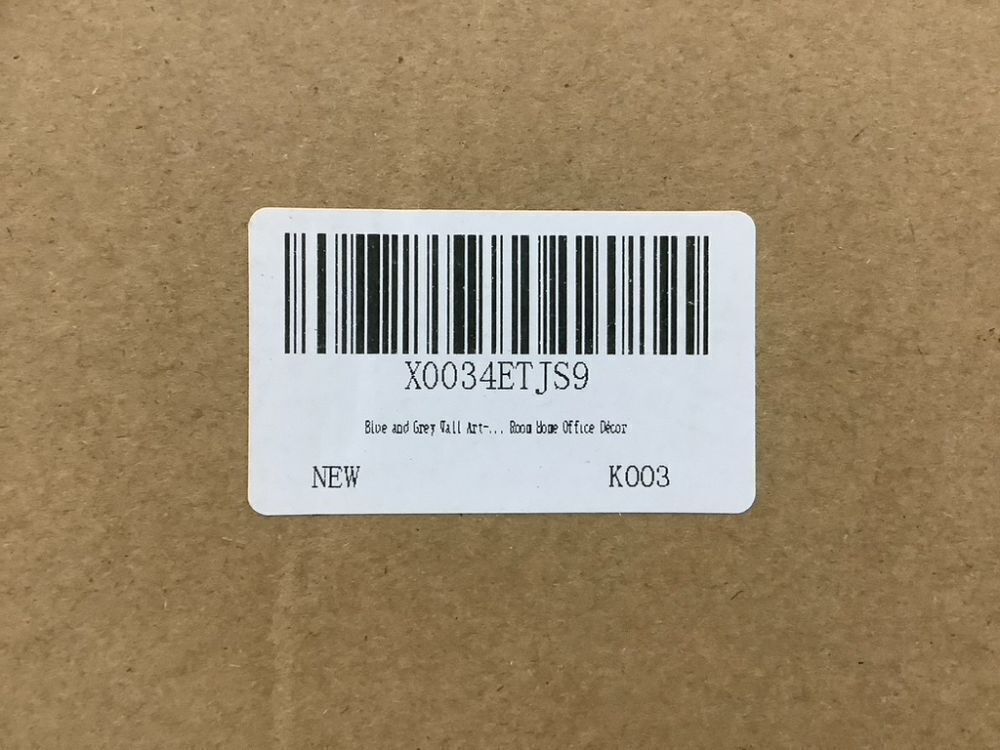 X0034ETJS9
Blue and Grey Wall Art-... Room Home Office Décor
NEW K003